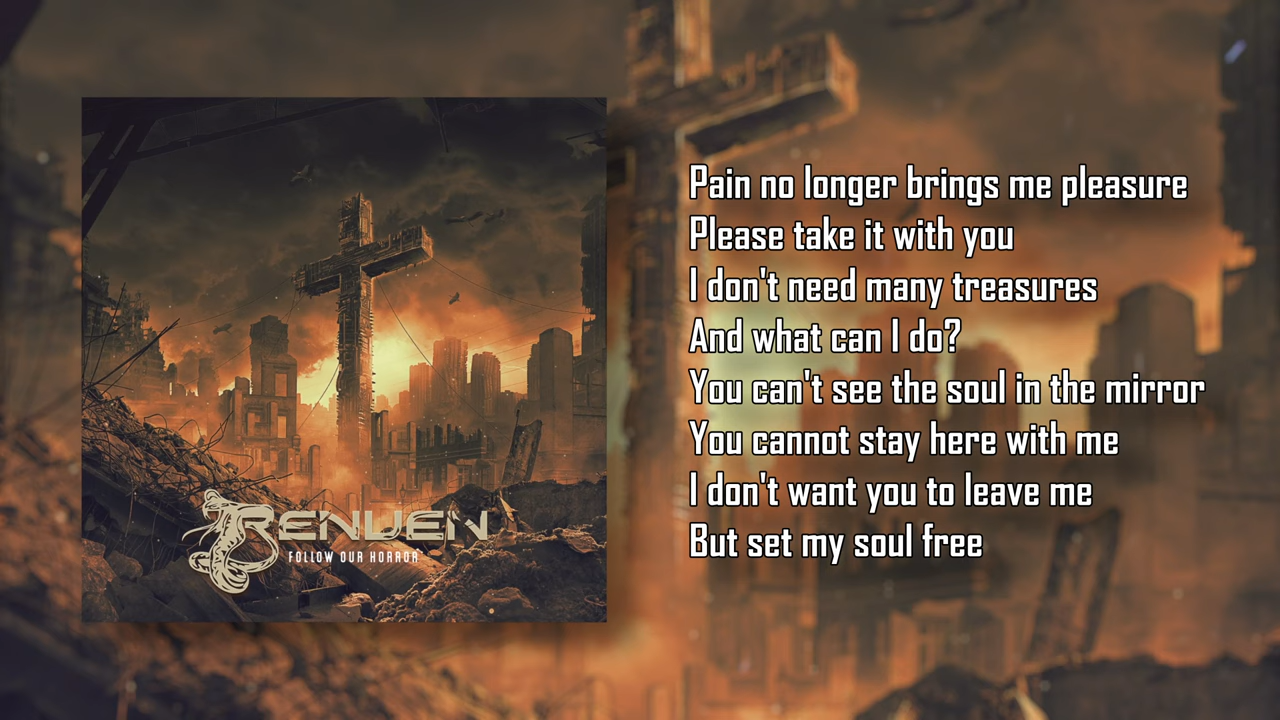 RENVEN
FOLLOW OUR HORROR
Pain no longer brings me pleasure
Please take it with you
I don't need many treasures
And what can I do?
You can't see the soul in the mirror
You cannot stay here with me
I don't want you to leave me
But set my soul free